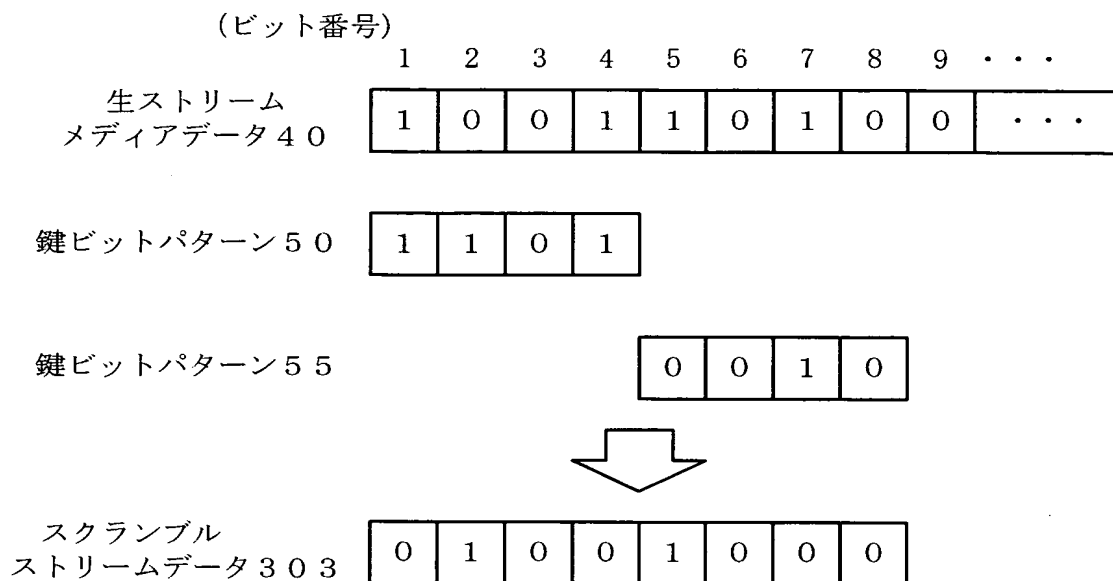 (ビット番号)
1 2 3 4 5 6 7 8 9 ・・・
生ストリーム
メディアデータ40
1 0 0 1 1 0 1 0 0 ・・・
鍵ビットパターン50
1 1 0 1
鍵ビットパターン55
0 0 1 0
スクランブル
ストリームデータ303
0 1 0 0 1 0 0 0